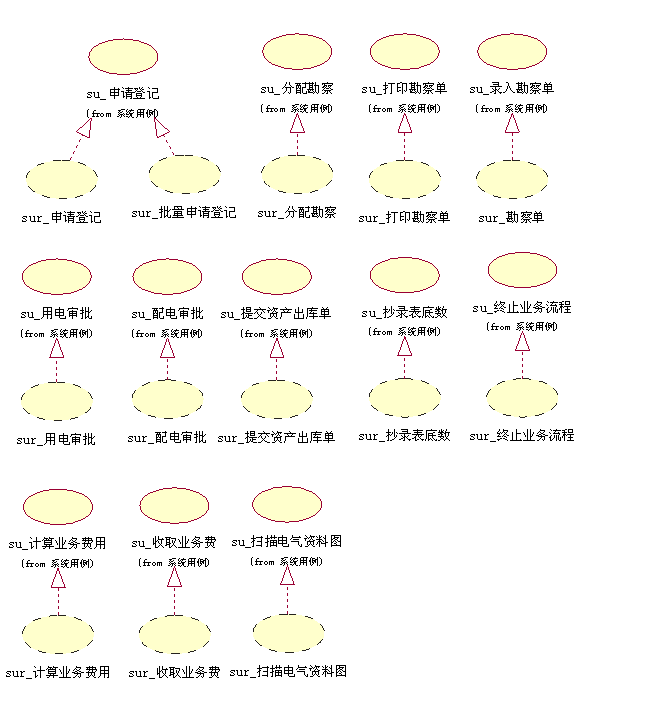 su_申请登记
(from 系统用例)
su_分配勘察
(from 系统用例)
su_打印勘察单
(from 系统用例)
su_录入勘察单
(from 系统用例)
sur_申请登记
sur_批量申请登记
sur_分配勘察
sur_打印勘察单
sur_勘察单
su_用电审批
(from 系统用例)
su_配电审批
(from 系统用例)
su_提交资产出库单
(from 系统用例)
su_抄录表底数
(from 系统用例)
su_终止业务流程
(from 系统用例)
sur_用电审批
sur_配电审批
sur_提交资产出库单
sur_抄录表底数
sur_终止业务流程
su_计算业务费用
(from 系统用例)
su_收取业务费
(from 系统用例)
su_扫描电气资料图
(from 系统用例)
sur_计算业务费用
sur_收取业务费
sur_扫描电气资料图